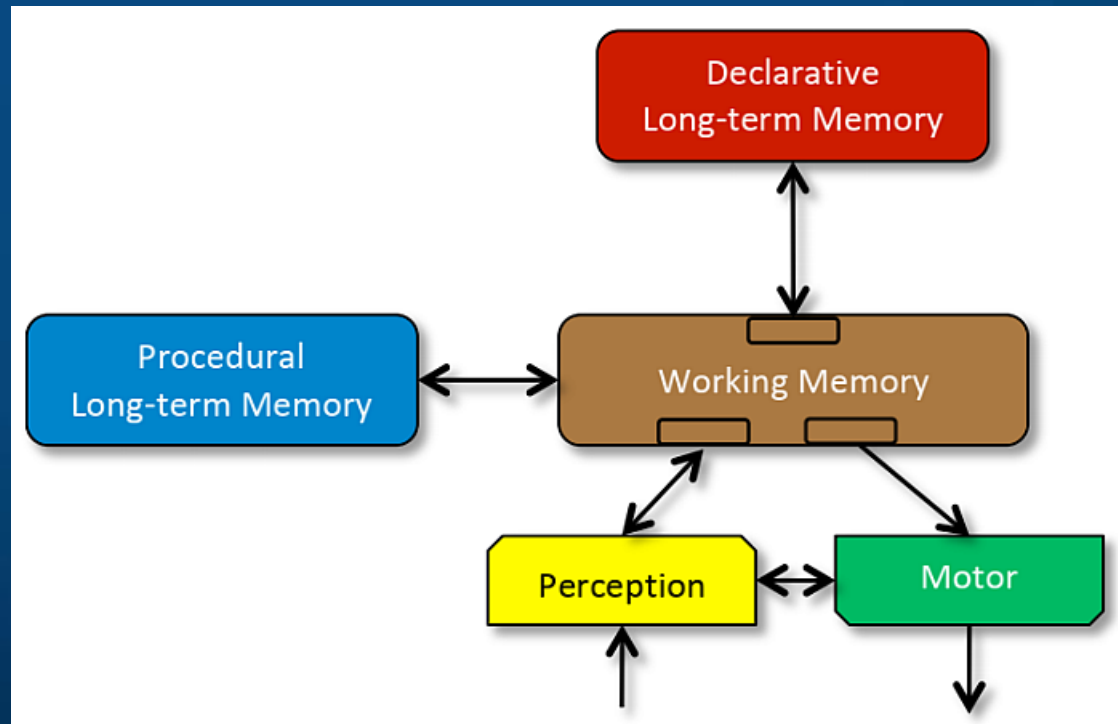 Declarative
Long-term Memory
Procedural
Long-term Memory
Working Memory
Perception
Motor